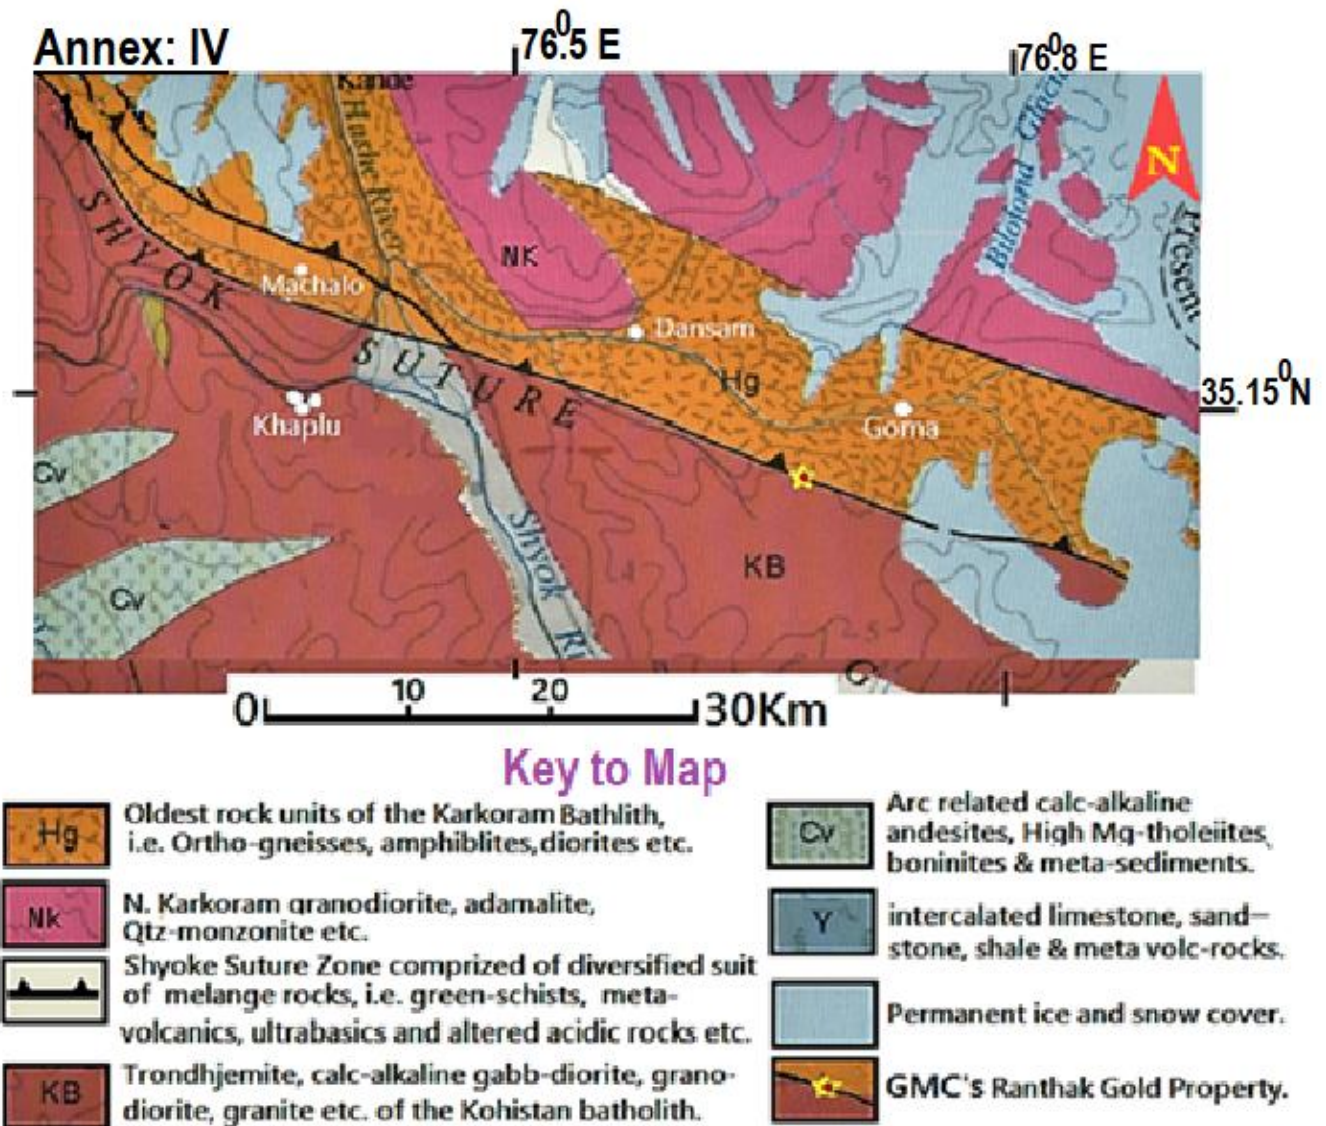 Annex: IV
76.5 E
0
76.8 E
0
Kande
Hushe River
Bilofond Glacier
N
Present
SHYOK
NK
Machalo
Dansam
SUTURE
Hg
35.15 N
0
Khaplu
Goma
Cv
Shyok Ri
KB
Cv
G
0 10 20 30Km
Key to Map
Hg
Oldest rock units of the Karkoram Bathlith,
i.e. Ortho-gneisses, amphiblites,diorites etc.
Nk
N. Karkoram granodiorite, adamalite,
Qtz-monzonite etc.
Shyoke Suture Zone comprized of diversified suit
of melange rocks, i.e. green-schists, meta-
volcanics, ultrabasics and altered acidic rocks etc.
KB
Trondhjemite, calc-alkaline gabb-diorite, grano-
diorite, granite etc. of the Kohistan batholith.
Cv
Arc related calc-alkaline
andesites, High Mg-tholeiites,
boninites & meta-sediments.
Y
intercalated limestone, sand—
stone, shale & meta volc-rocks.
Permanent ice and snow cover.
GMC's Ranthak Gold Property.